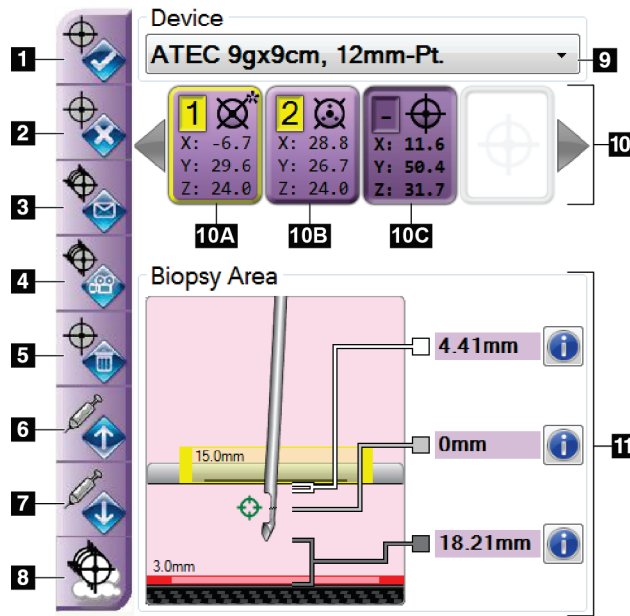 Device
1
ATEC 9gx9cm, 12mm-Pt.
9
2
1
X: -6.7
Y: 29.6
Z: 24.0
2
X: 28.8
Y: 26.7
Z: 24.0
-
X: 11.6
Y: 50.4
Z: 31.7
10
3
10A
10B
10C
4
Biopsy Area
5
4.41mm
6
15.0mm
0mm
11
7
18.21mm
8
3.0mm